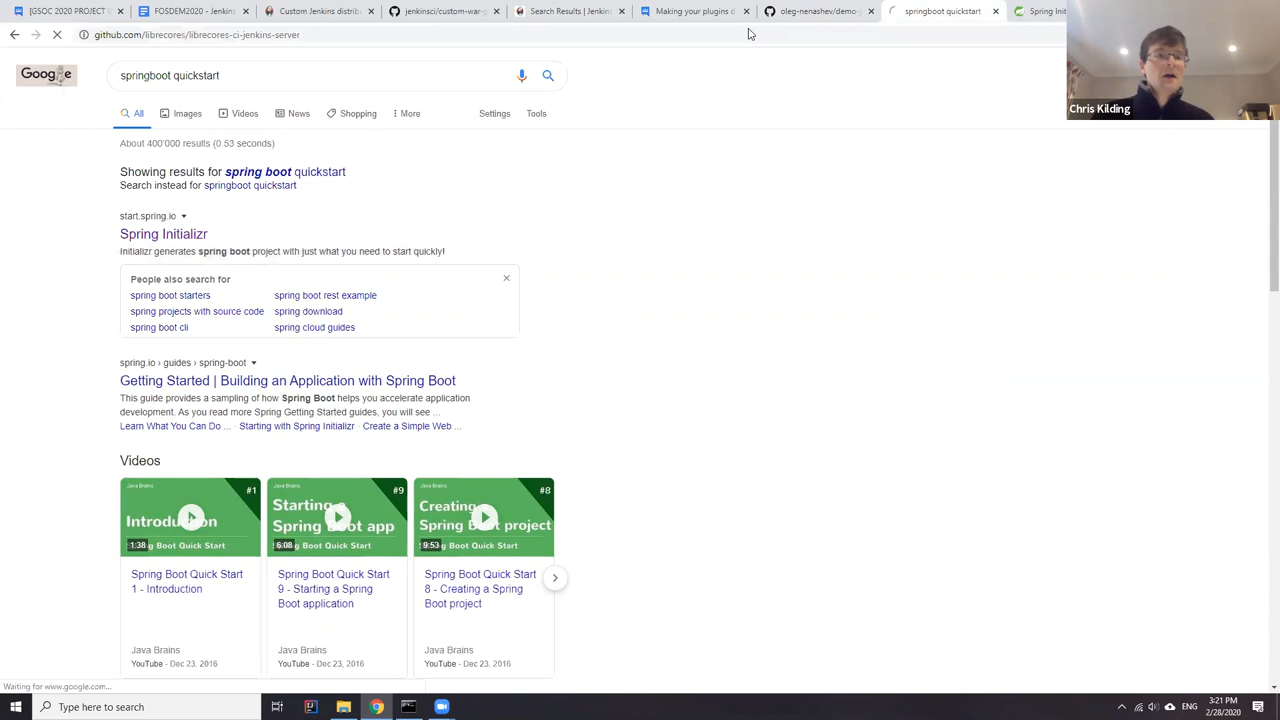 [GSOC 2020 PROJECT
FOSDEM2020 - Jenkin
Custom Jenkins distrib
jenkinsci/custom-war-p
Search Results | Jenkin
Making your plugins d
oleg-nenashev/demo-j
springboot quickstart
Spring Ini
github.com/librecores/librecores-ci-jenkins-server
Google
springboot quickstart
All
Images
Videos
News
Shopping
More
Settings
Tools
About 400'000 results (0.53 seconds)
Showing results for spring boot quickstart
Search instead for springboot quickstart
start.spring.io
Spring Initializr
Initializr generates spring boot project with just what you need to start quickly!
People also search for
spring boot starters
spring boot rest example
spring projects with source code
spring download
spring boot cli
spring cloud guides
spring.io › guides › spring-boot
Getting Started | Building an Application with Spring Boot
This guide provides a sampling of how Spring Boot helps you accelerate application
development. As you read more Spring Getting Started guides, you will see ...
Learn What You Can Do ... · Starting with Spring Initializr · Create a Simple Web ...
Videos
Java Brains
#1
Introduction
1:38
g Boot Quick Start
Java Brains
#9
Starting a
Spring Boot app
6:08
g Boot Quick Start
Java Brains
#8
Creating
Spring Boot project
9:53
g Boot Quick Start
Spring Boot Quick Start
1 - Introduction
Java Brains
YouTube - Dec 23, 2016
Spring Boot Quick Start
9 - Starting a Spring
Boot application
Java Brains
YouTube - Dec 23, 2016
Spring Boot Quick Start
8 - Creating a Spring
Boot project
Java Brains
YouTube - Dec 23, 2016
Waiting for www.google.com...
Chris Kilding
Type here to search
ENG
3:21 PM
2/28/2020